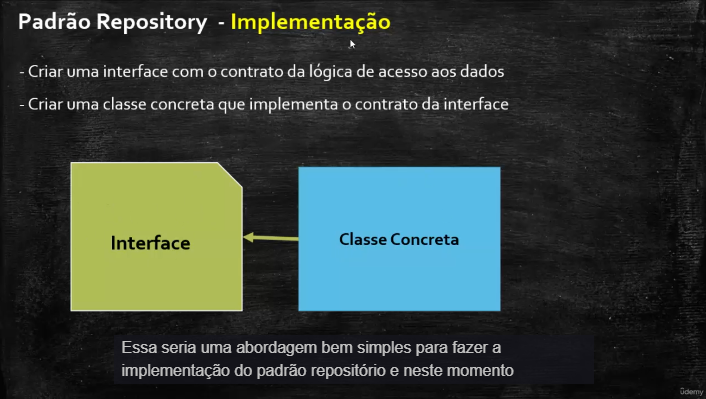 Padrão Repository - Implementação
- Criar uma interface com o contrato da lógica de acesso aos dados
- Criar uma classe concreta que implementa o contrato da interface
Interface
Classe Concreta
Essa seria uma abordagem bem simples para fazer a
implementação do padrão repositório e neste momento
ûdemy